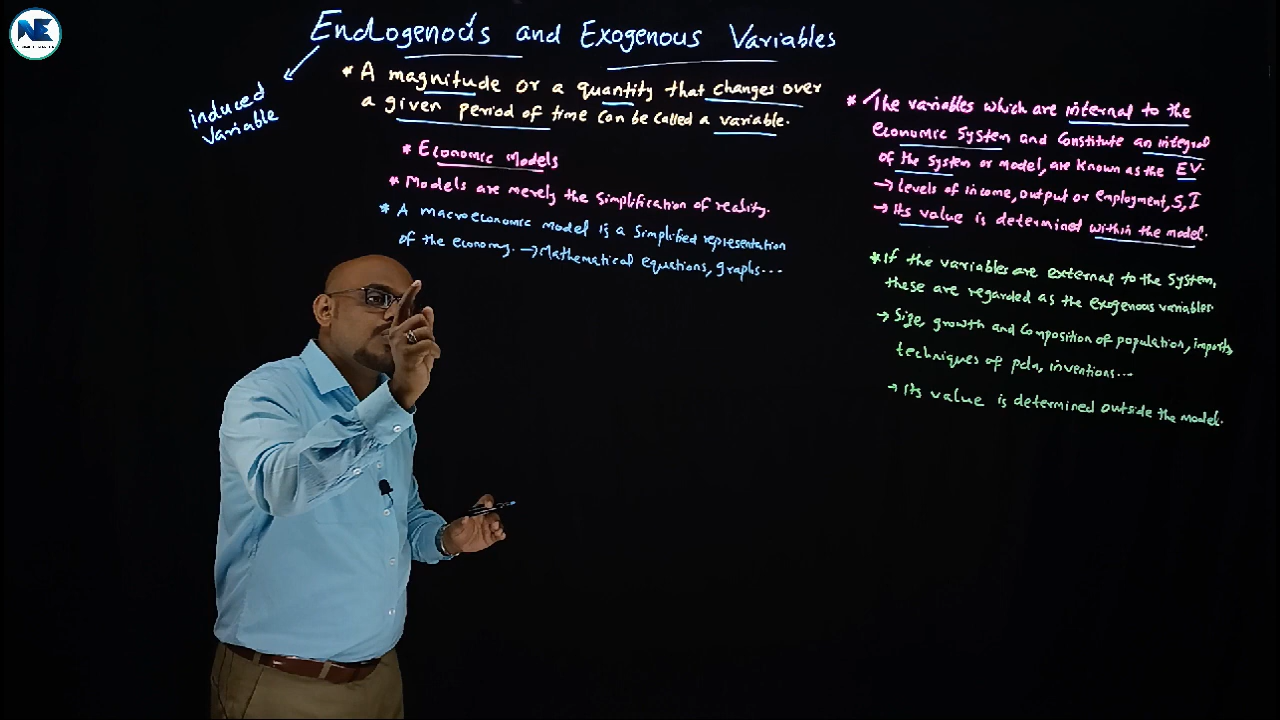 NE
Endogenous and Exogenous Variables
induced
variable
* A magnitude or a quantity that changes over
a given period of time can be called a variable.
* Economic Models
* Models are merely the simplification of reality.
* A macroeconomic model is a simplified representation
of the economy. → Mathematical equations, graphs...
* The variables which are internal to the
economic system and constitute an integral
of the system or model, are known as the EV.
→ levels of income, output or employment, S, I
→ Its value is determined within the model.
* If the variables are external to the system,
these are regarded as the exogenous variables.
→ Size, growth and composition of population, imports,
techniques of pdn, inventions...
→ Its value is determined outside the model.